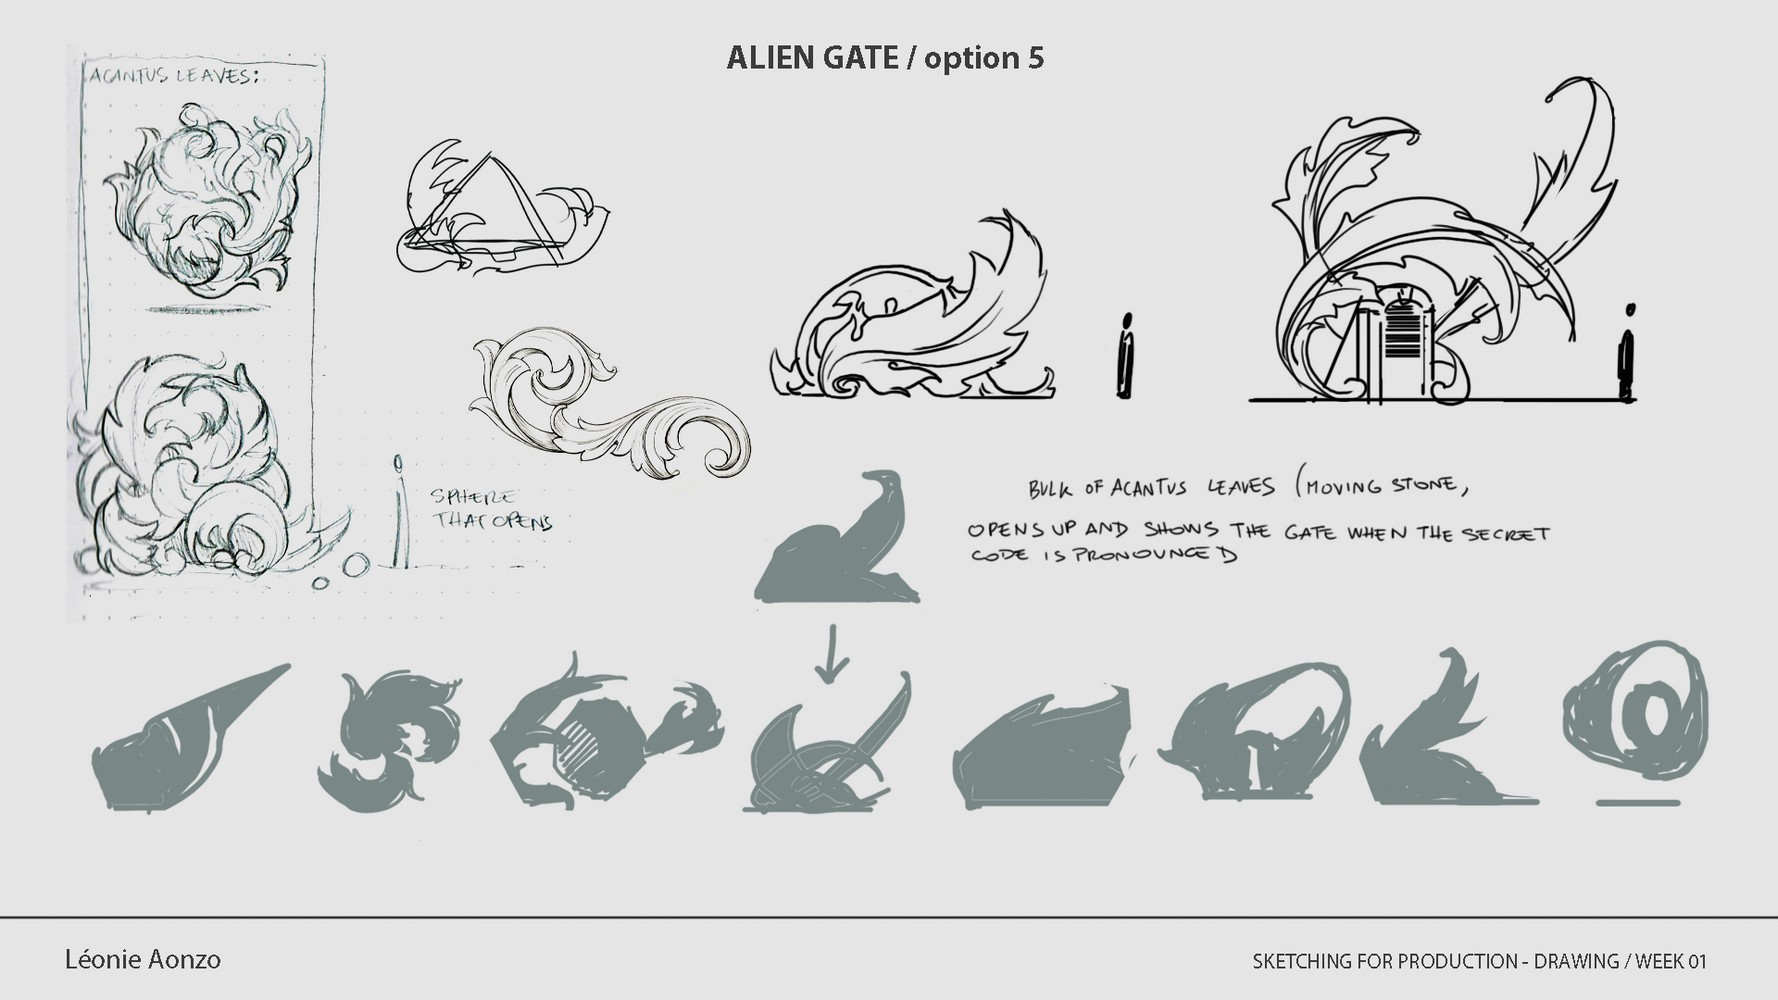 ALIEN GATE / option 5
ACANTUS LEAVES:
SPHERE
THAT OPENS
BULK OF ACANTUS LEAVES (MOVING STONE,
OPENS UP AND SHOWS THE GATE WHEN THE SECRET
CODE IS PRONOUNCED
Léonie Aonzo
SKETCHING FOR PRODUCTION - DRAWING / WEEK 01